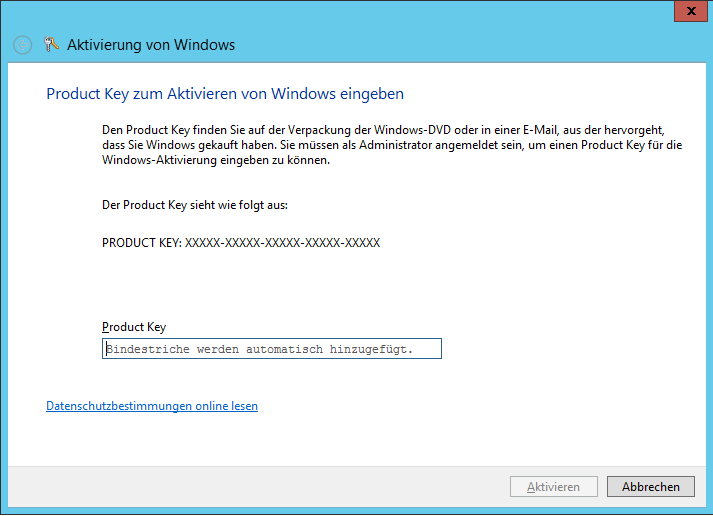 Aktivierung von Windows
Product Key zum Aktivieren von Windows eingeben
Den Product Key finden Sie auf der Verpackung der Windows-DVD oder in einer E-Mail, aus der hervorgeht,
dass Sie Windows gekauft haben. Sie müssen als Administrator angemeldet sein, um einen Product Key für die
Windows-Aktivierung eingeben zu können.
Der Product Key sieht wie folgt aus:
PRODUCT KEY: XXXXX-XXXXX-XXXXX-XXXXX-XXXXX
Product Key
Bindestriche werden automatisch hinzugefügt.
Datenschutzbestimmungen online lesen
Aktivieren Abbrechen